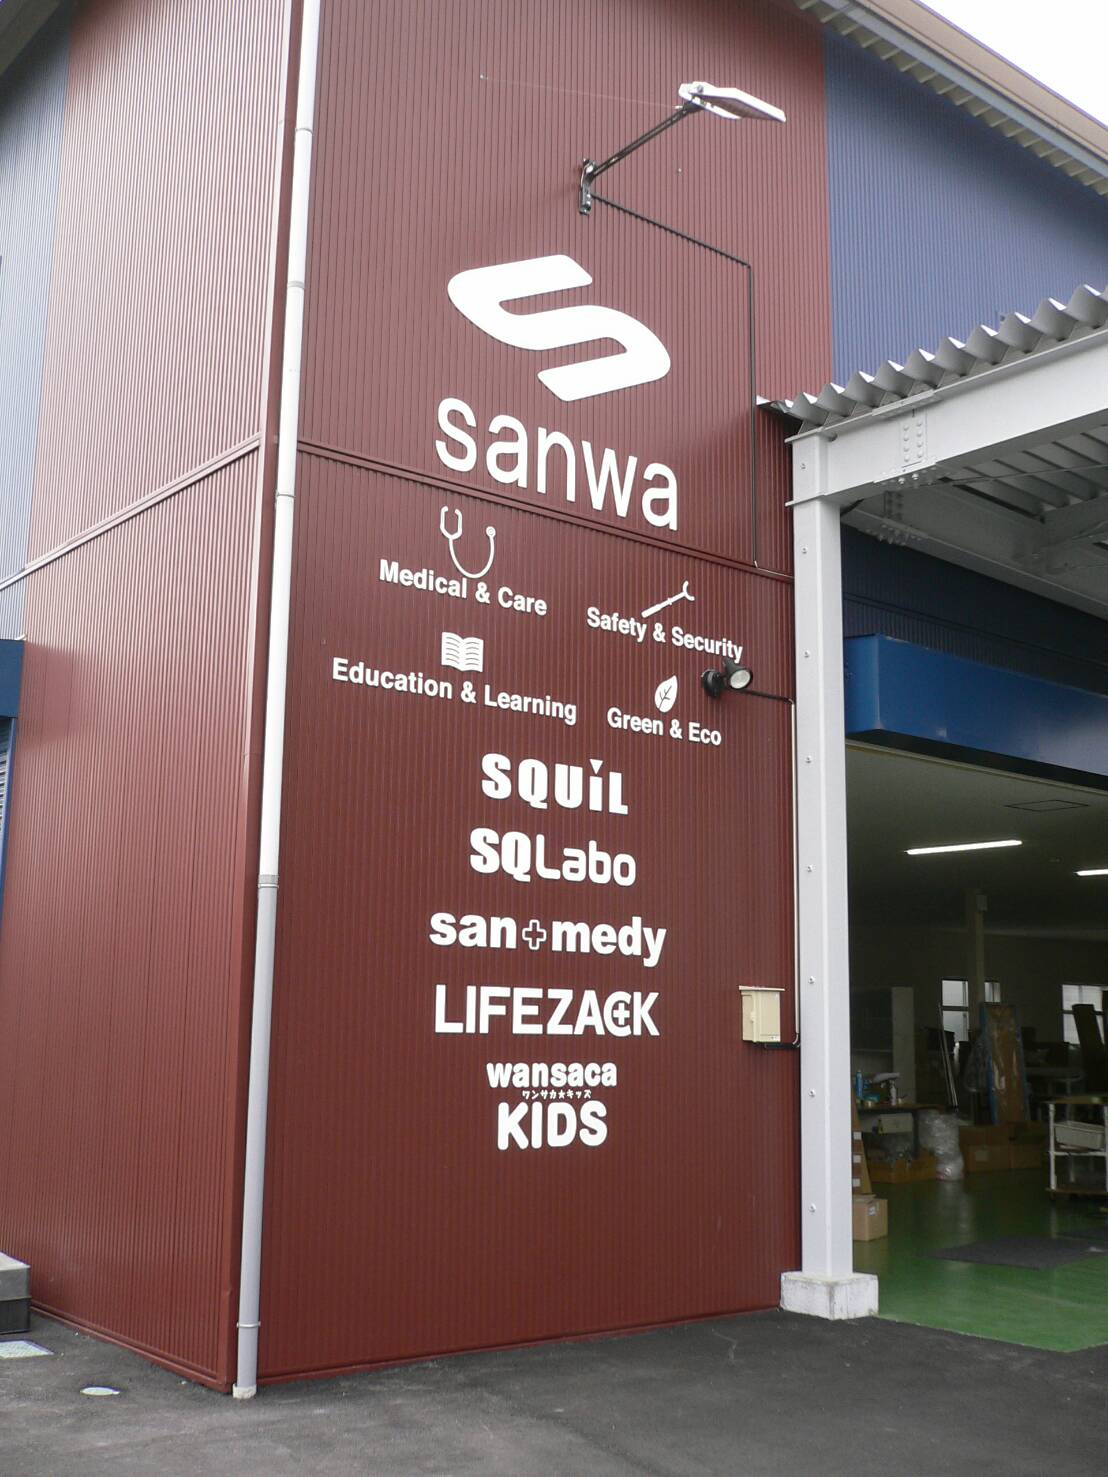 sanwa
Medical & Care
Safety & Security
Education & Learning
Green & Eco
SQUiL
SQLabo
san+medy
LIFEZACK
wansaca
ワンサカ★キッズ
KIDS